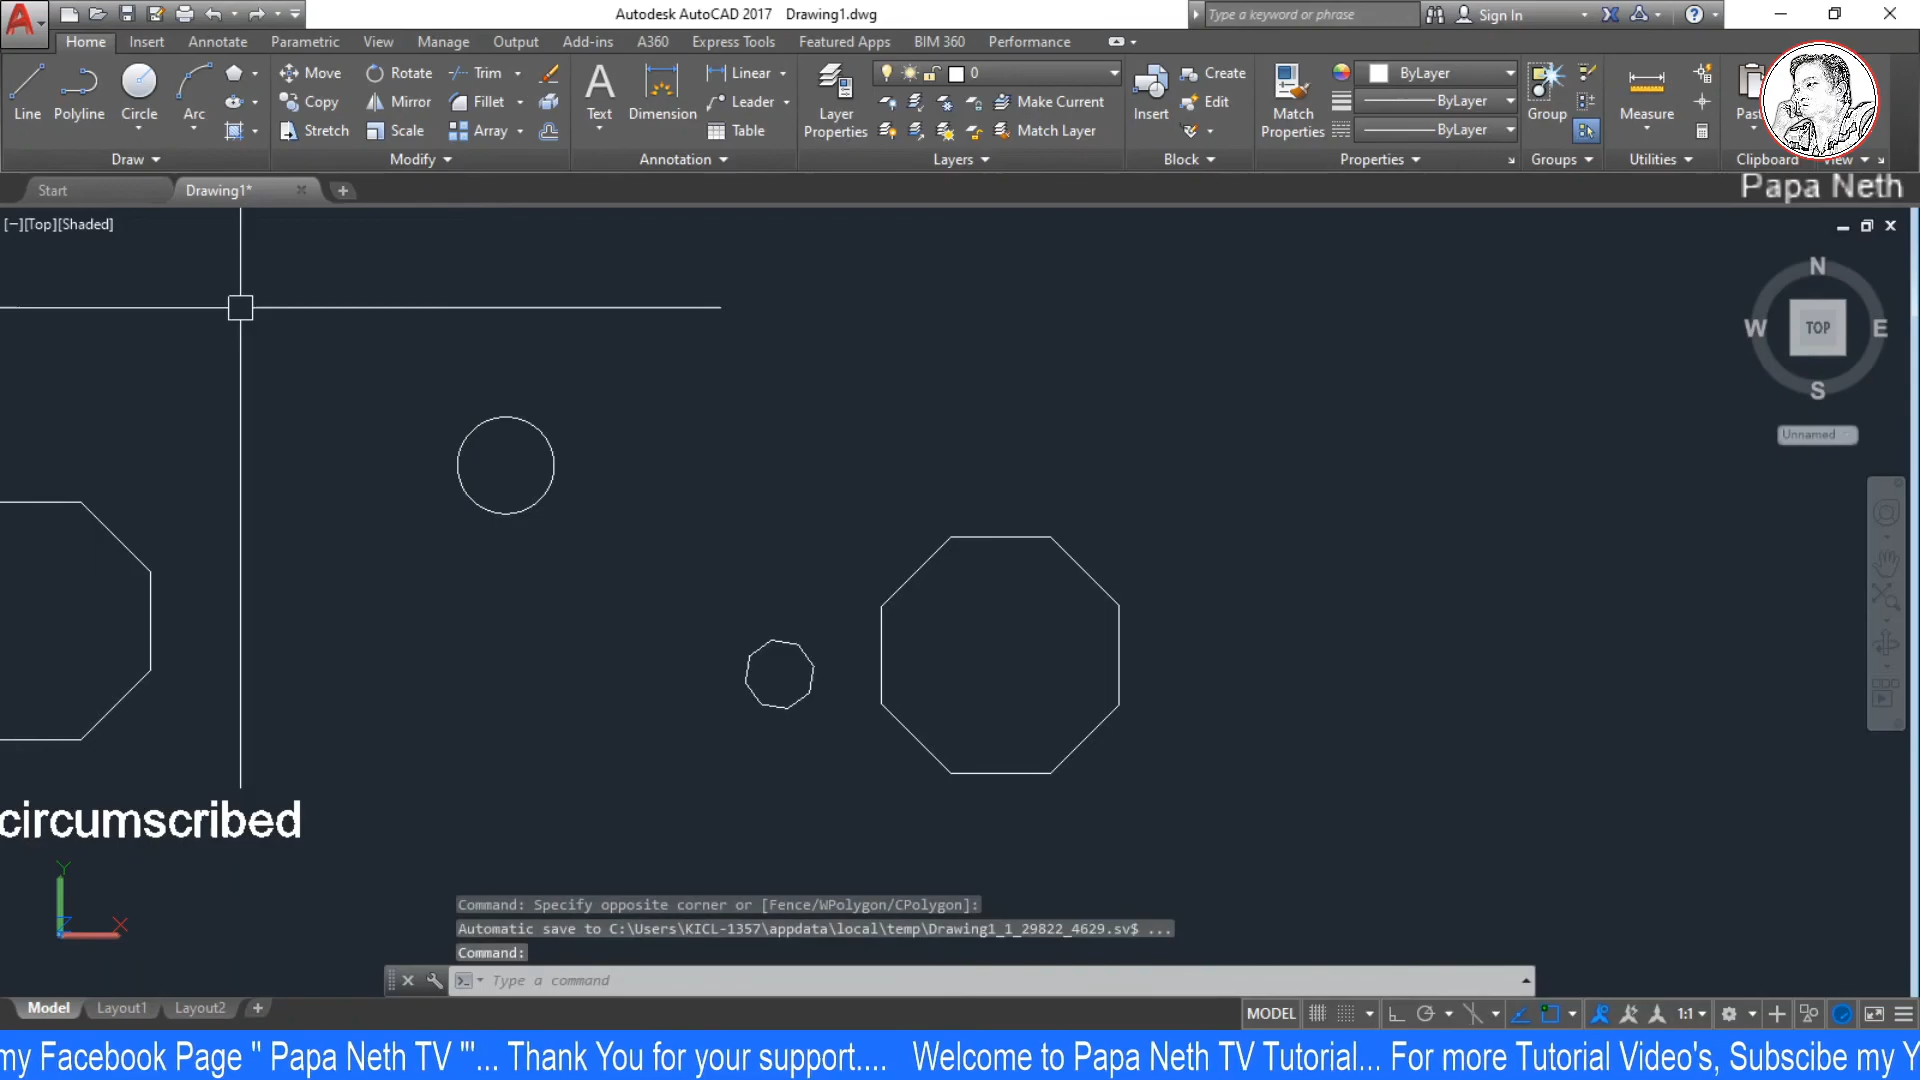 Autodesk AutoCAD 2017 Drawing1.dwg
Type a keyword or phrase
Sign In
Home Insert Annotate Parametric View Manage Output Add-ins A360 Express Tools Featured Apps BIM 360 Performance
Line Polyline Circle Arc
Draw
Move Rotate Trim
Copy Mirror Fillet
Stretch Scale Array
Modify
Text Dimension
Linear
Leader
Table
Annotation
Layer Properties
0
Make Current
Match Layer
Layers
Insert
Create
Edit
Block
Match Properties
ByLayer
ByLayer
ByLayer
Properties
Group
Groups
Measure
Utilities
Past
Clipboard
View
Start Drawing1*
Papa Neth
[−][Top][Shaded]
N
W TOP E
S
Unnamed
circumscribed
Y
X
Z
Command: Specify opposite corner or [Fence/WPolygon/CPolygon]:
Automatic save to C:\Users\KICL-1357\appdata\local\temp\Drawing1_1_29822_4629.sv$ ...
Command:
Type a command
Model Layout1 Layout2
MODEL 1:1
my Facebook Page " Papa Neth TV "'... Thank You for your support.... Welcome to Papa Neth TV Tutorial... For more Tutorial Video's, Subscibe my Y